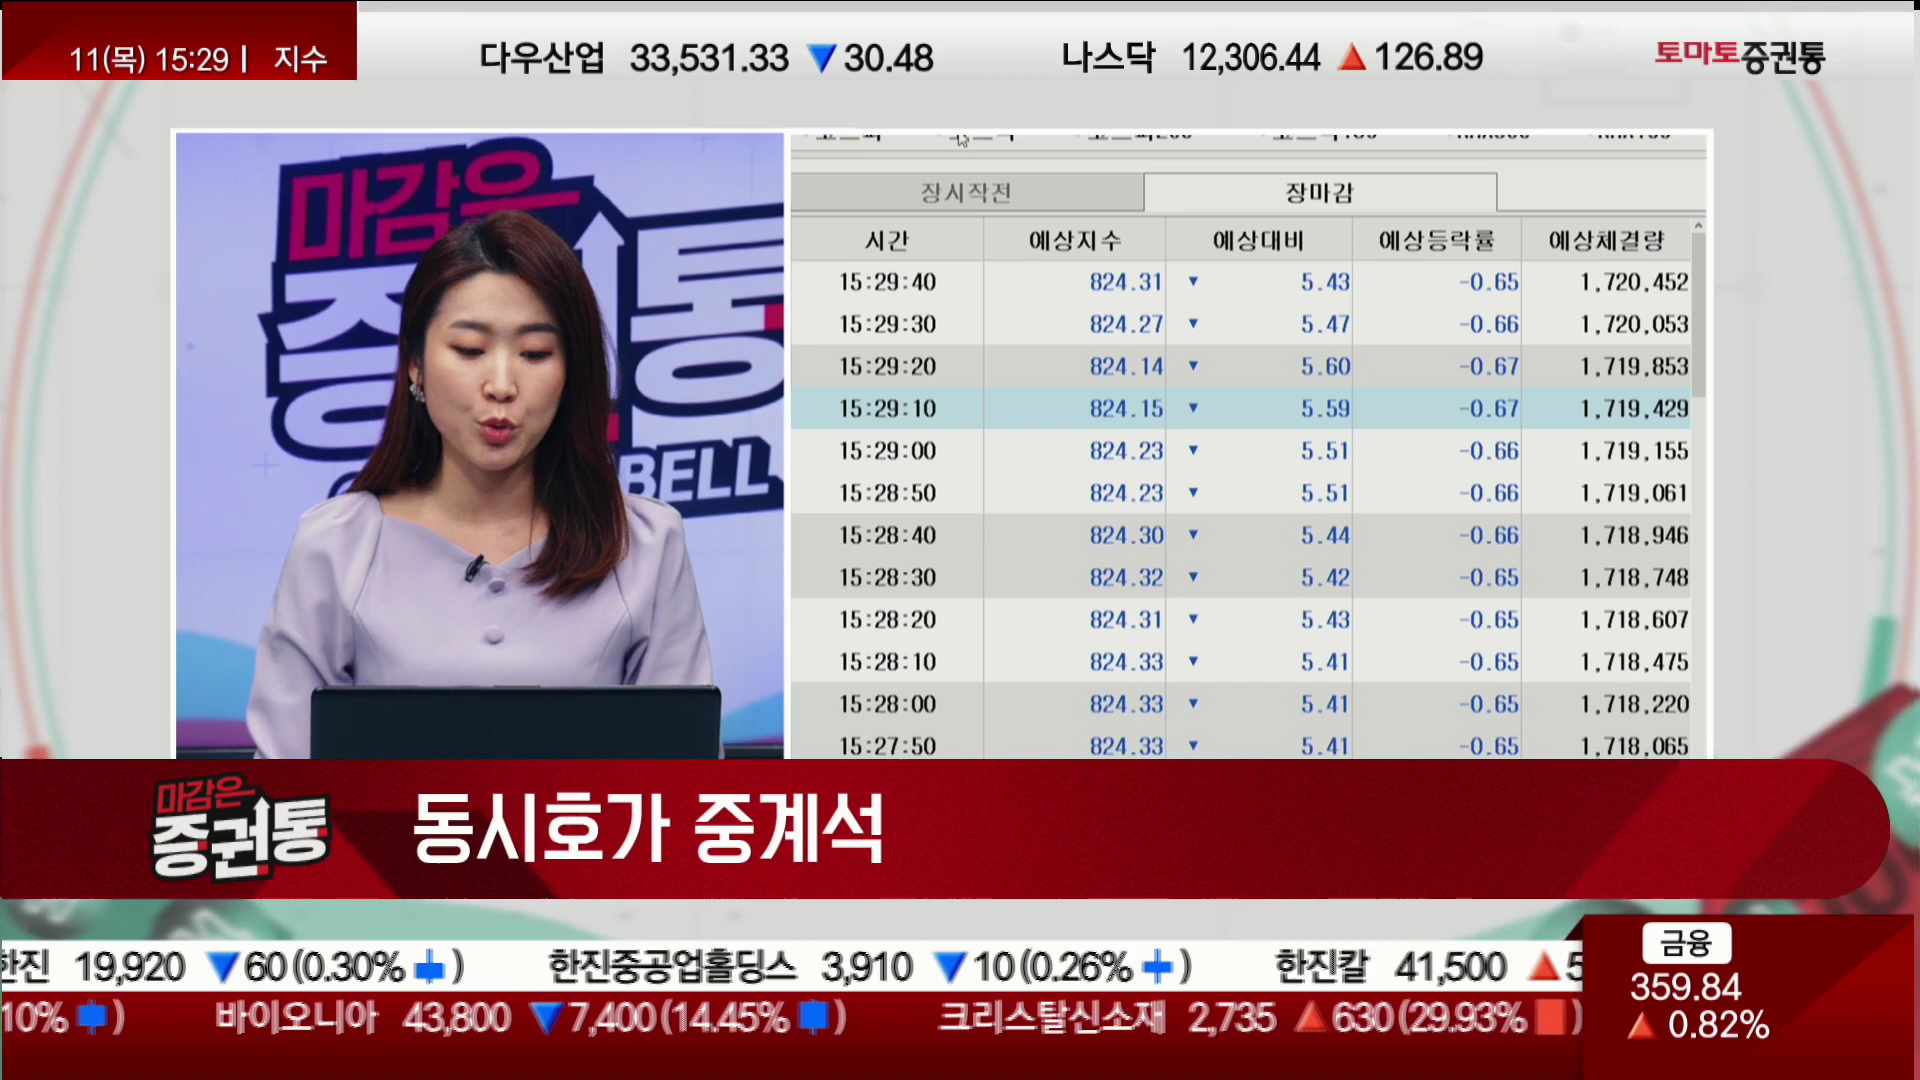 11(목) 15:29 | 지수
다우산업 33,531.33 ▼ 30.48 나스닥 12,306.44 ▲ 126.89
토마토증권통
마감은
증 통
BELL
장시작전 장마감
시간 예상지수 예상대비 예상등락률 예상체결량
15:29:40 824.31 ▼ 5.43 -0.65 1,720,452
15:29:30 824.27 ▼ 5.47 -0.66 1,720,053
15:29:20 824.14 ▼ 5.60 -0.67 1,719,853
15:29:10 824.15 ▼ 5.59 -0.67 1,719,429
15:29:00 824.23 ▼ 5.51 -0.66 1,719,155
15:28:50 824.23 ▼ 5.51 -0.66 1,719,061
15:28:40 824.30 ▼ 5.44 -0.66 1,718,946
15:28:30 824.32 ▼ 5.42 -0.65 1,718,748
15:28:20 824.31 ▼ 5.43 -0.65 1,718,607
15:28:10 824.33 ▼ 5.41 -0.65 1,718,475
15:28:00 824.33 ▼ 5.41 -0.65 1,718,220
15:27:50 824.33 ▼ 5.41 -0.65 1,718,065
마감은
증권통
동시호가 중계석
한진 19,920 ▼ 60 (0.30% ) 한진중공업홀딩스 3,910 ▼ 10 (0.26% ) 한진칼 41,500 ▲ 5
10% ) 바이오니아 43,800 ▼ 7,400 (14.45% ) 크리스탈신소재 2,735 ▲ 630 (29.93% )
금융
359.84
▲ 0.82%